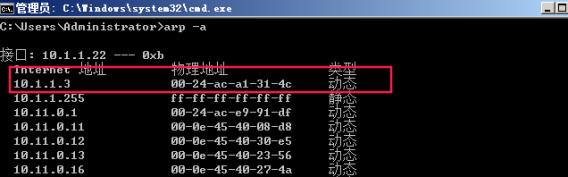 管理员: C:\Windows\system32\cmd.exe
C:\Users\Administrator>arp -a
接口: 10.1.1.22 --- 0xb
Internet 地址 物理地址 类型
10.1.1.3 00-24-ac-a1-31-4c 动态
10.1.1.255 ff-ff-ff-ff-ff-ff 静态
10.11.0.1 00-24-ac-e9-91-df 动态
10.11.0.11 00-0e-45-40-08-d8 动态
10.11.0.12 00-0e-45-40-30-e5 动态
10.11.0.13 00-0e-45-40-23-56 动态
10.11.0.16 00-0e-45-40-27-4a 动态